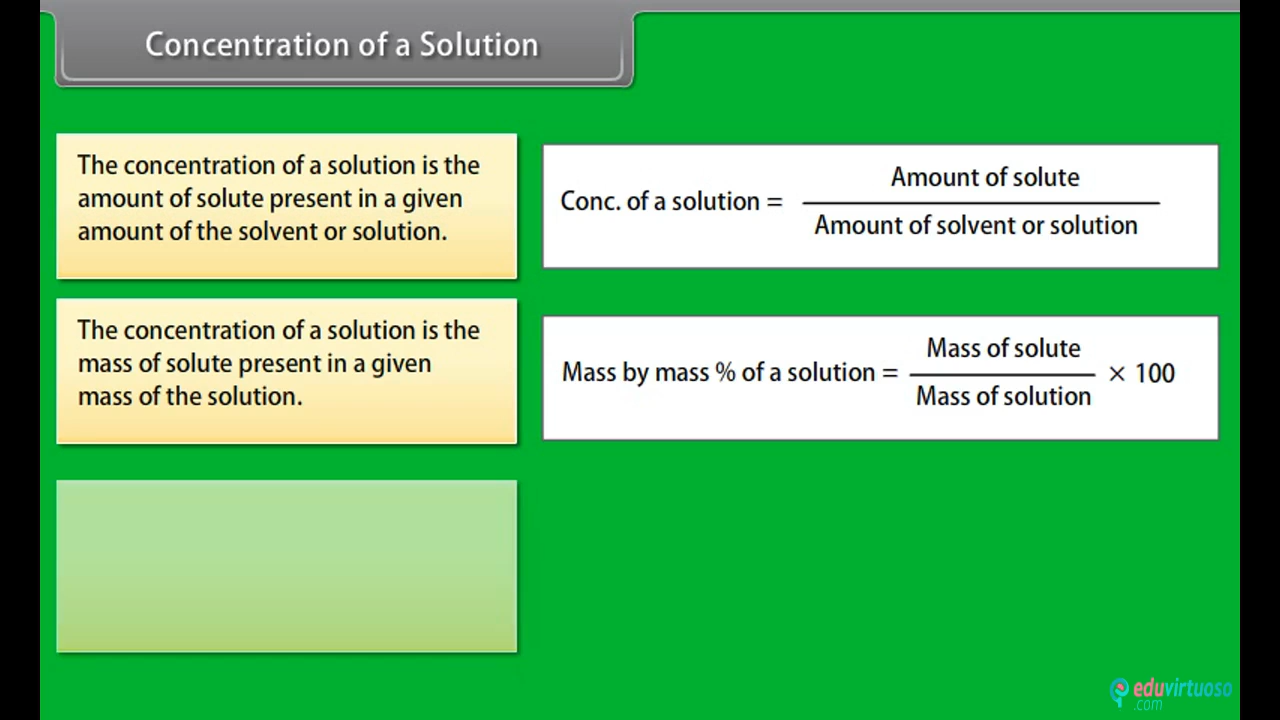 Concentration of a Solution
The concentration of a solution is the
amount of solute present in a given
amount of the solvent or solution.
Conc. of a solution =
Amount of solute
Amount of solvent or solution
The concentration of a solution is the
mass of solute present in a given
mass of the solution.
Mass by mass % of a solution =
Mass of solute
Mass of solution
× 100
eduvirtuoso
.com